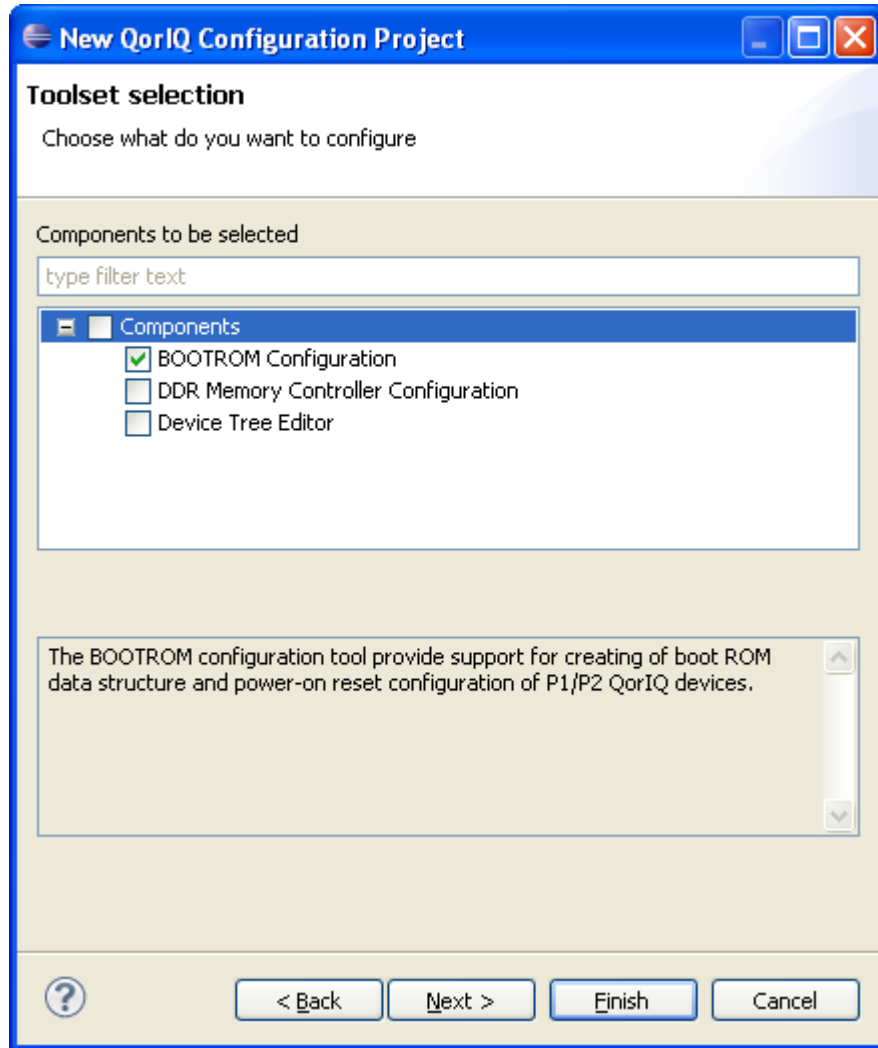 New QorIQ Configuration Project
Toolset selection
Choose what do you want to configure
Components to be selected
type filter text
Components
BOOTROM Configuration
DDR Memory Controller Configuration
Device Tree Editor
The BOOTROM configuration tool provide support for creating of boot ROM
data structure and power-on reset configuration of P1/P2 QorIQ devices.
?
< Back
Next >
Finish
Cancel